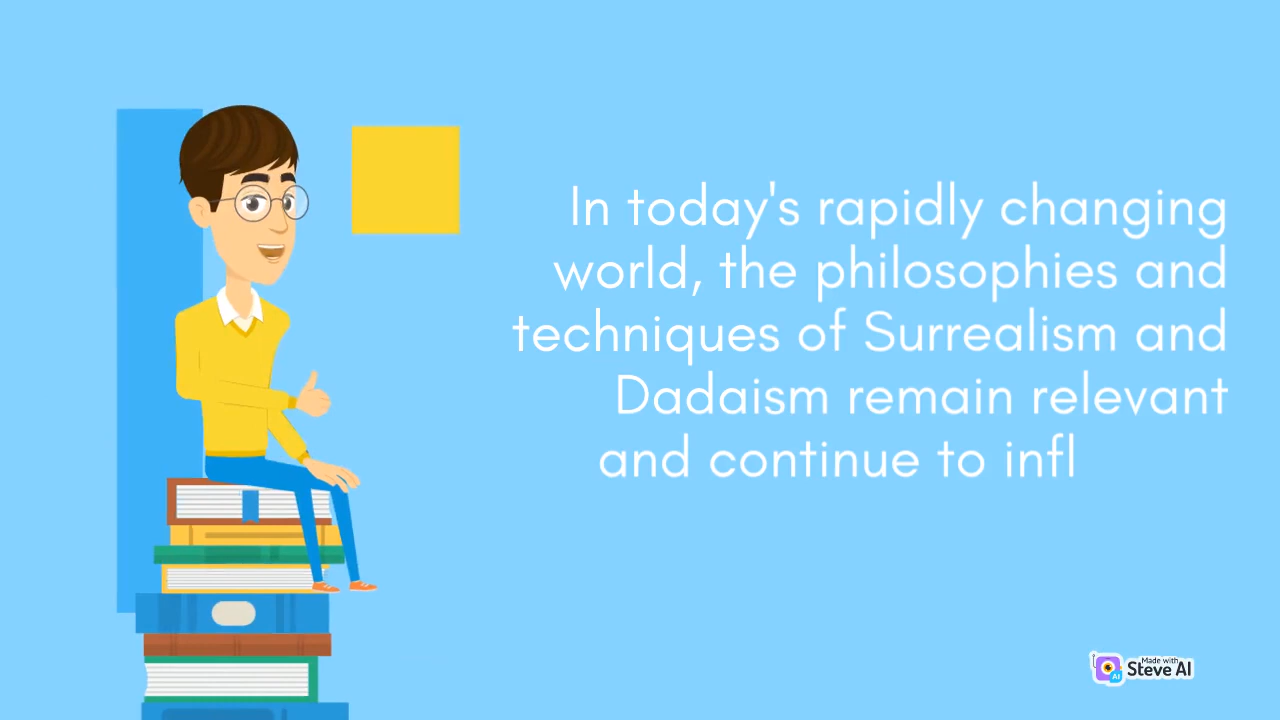 In today's rapidly changing
world, the philosophies and
techniques of Surrealism and
Dadaism remain relevant
and continue to infl
Made with
Steve AI
AI